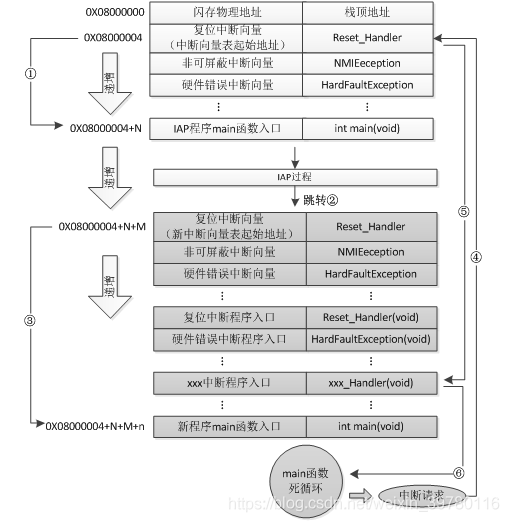 0X08000000 闪存物理地址 栈顶地址
0X08000004 复位中断向量 Reset_Handler
（中断向量表起始地址）
非可屏蔽中断向量 NMIEeception
① 递增 硬件错误中断向量 HardFaultException
⋮ ⋮
0X08000004+N IAP程序main函数入口 int main(void)
递增 IAP过程
跳转②
⑤
0X08000004+N+M 复位中断向量 Reset_Handler
（新中断向量表起始地址）
非可屏蔽中断向量 NMIEeception
④
硬件错误中断向量 HardFaultException
递增 ⋮ ⋮
③ 复位中断程序入口 Reset_Handler(void)
硬件错误中断程序入口 HardFaultException(void)
⋮ ⋮
xxx中断程序入口 xxx_Handler(void)
⋮ ⋮
0X08000004+N+M+n 新程序main函数入口 int main(void)
main函数 ⑥
死循环
中断请求
https://blog.csdn.net/weixin_39780116